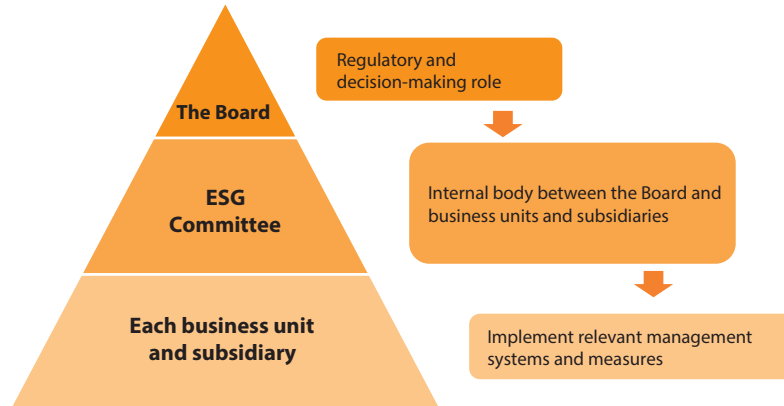 The Board
Regulatory and
decision-making role
ESG
Committee
Internal body between the Board and
business units and subsidiaries
Each business unit
and subsidiary
Implement relevant management
systems and measures